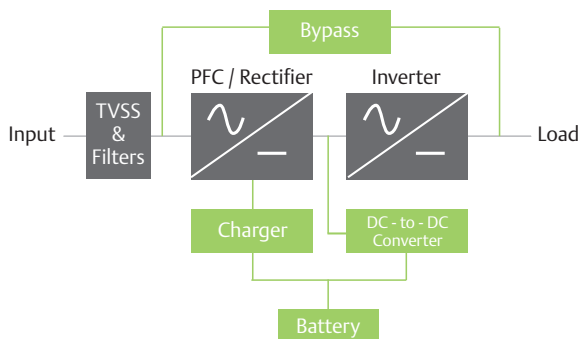 Bypass
PFC / Rectifier
Inverter
Input
TVSS
&
Filters
Load
Charger
DC - to - DC
Converter
Battery